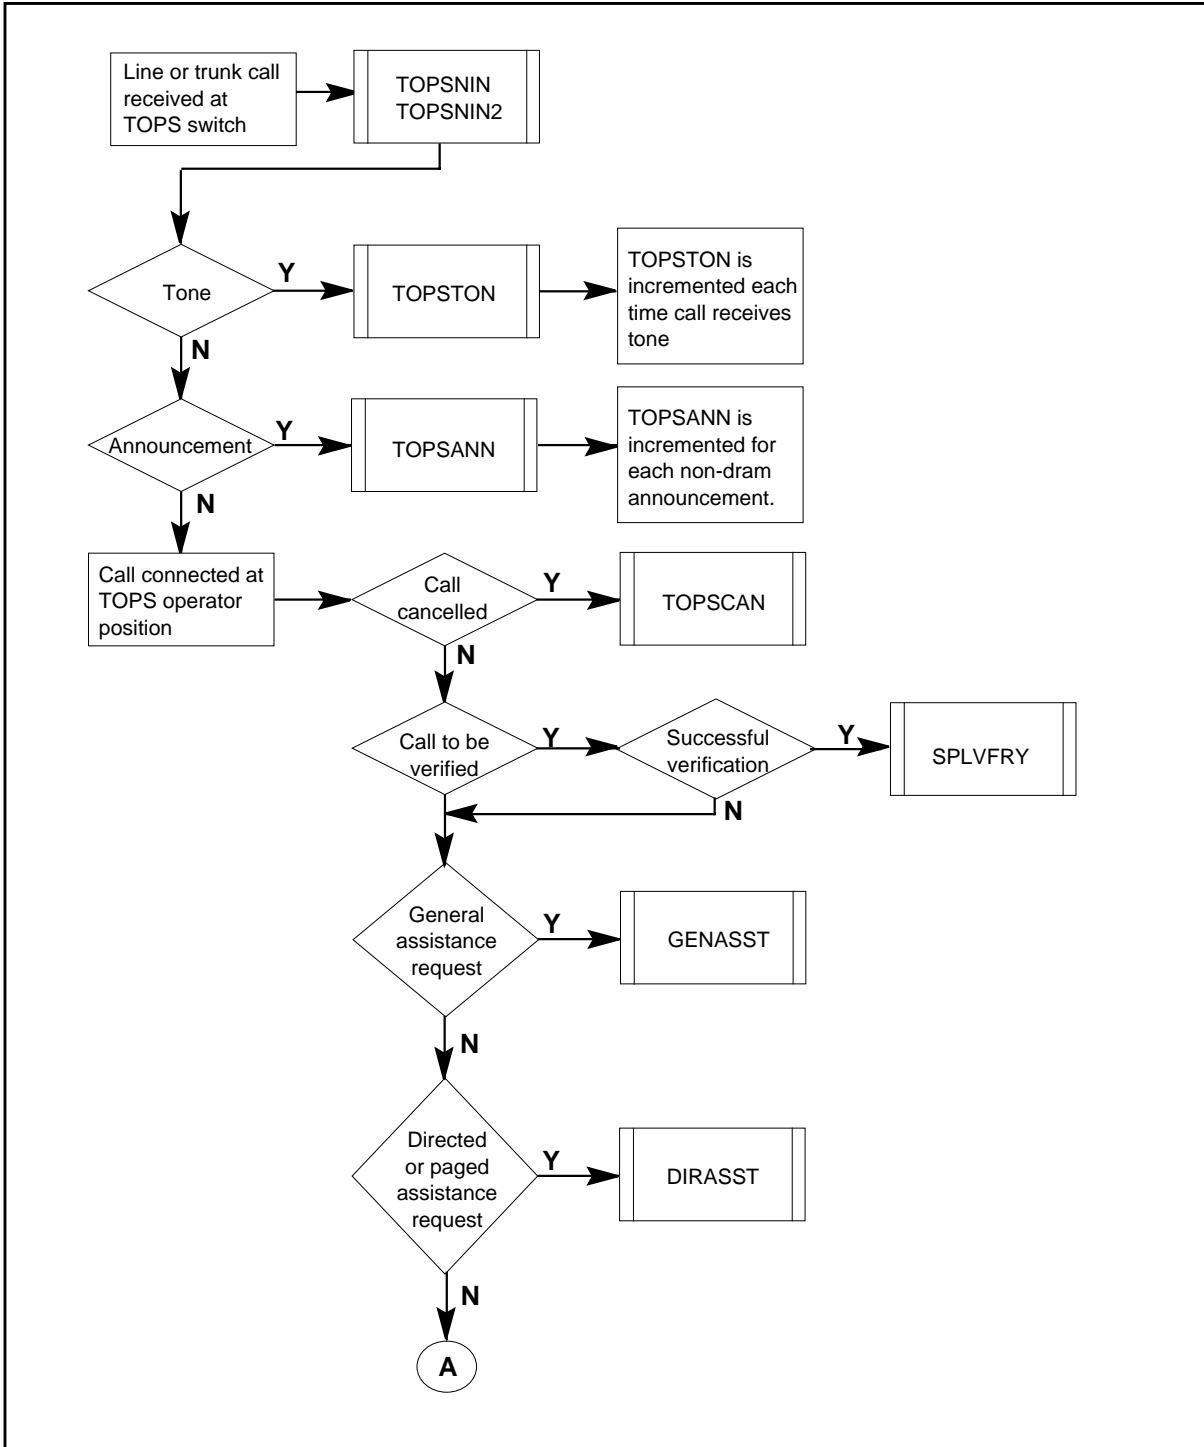 Line or trunk call
received at
TOPS switch
TOPSNIN
TOPSNIN2
Tone
Y
TOPSTON
TOPSTON is
incremented each
time call receives
tone
N
Announcement
Y
TOPSANN
TOPSANN is
incremented for
each non-dram
announcement.
N
Call connected at
TOPS operator
position
Call
cancelled
Y
TOPSCAN
N
Call to be
verified
Y
Successful
verification
Y
SPLVFRY
N
General
assistance
request
Y
GENASST
N
Directed
or paged
assistance
request
Y
DIRASST
N
A